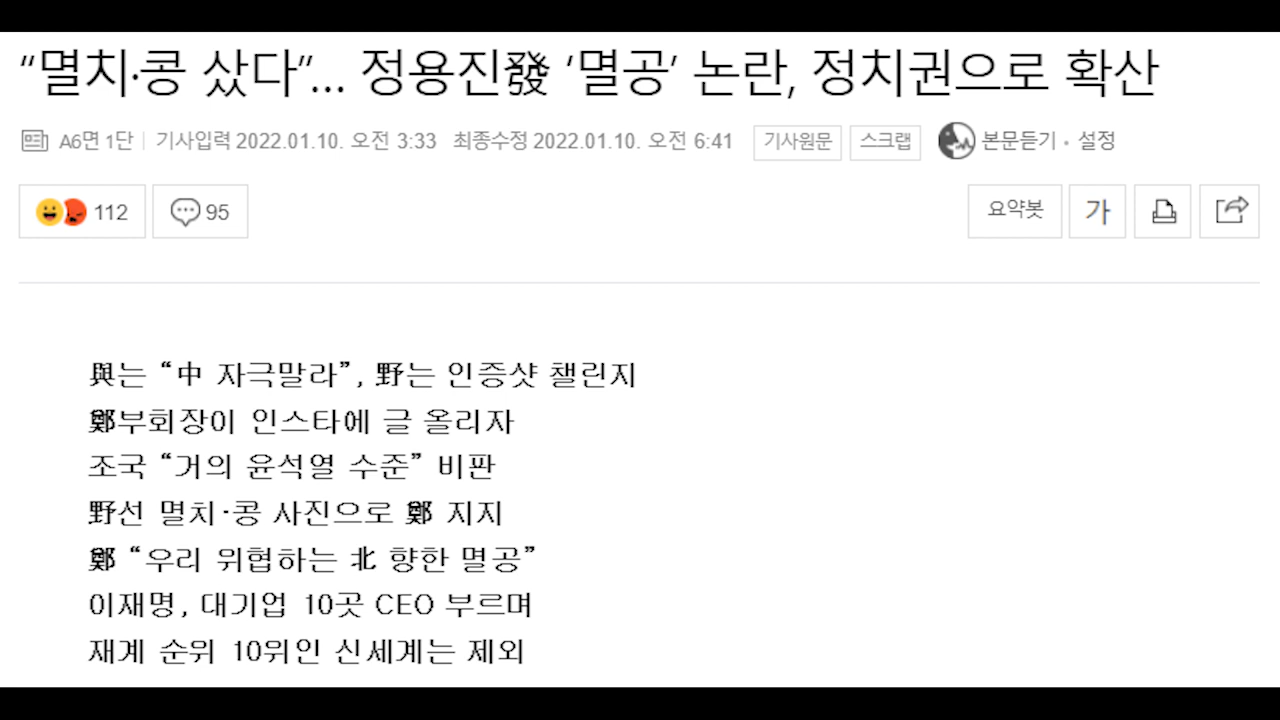 “멸치·콩 샀다”… 정용진發 ‘멸공’ 논란, 정치권으로 확산
A6면 1단 기사입력 2022.01.10. 오전 3:33 최종수정 2022.01.10. 오전 6:41 기사원문 스크랩 본문듣기 · 설정
112 95 요약봇 가
與는 “中 자극말라”, 野는 인증샷 챌린지
鄭부회장이 인스타에 글 올리자
조국 “거의 윤석열 수준” 비판
野선 멸치·콩 사진으로 鄭 지지
鄭 “우리 위협하는 北 향한 멸공”
이재명, 대기업 10곳 CEO 부르며
재계 순위 10위인 신세계는 제외